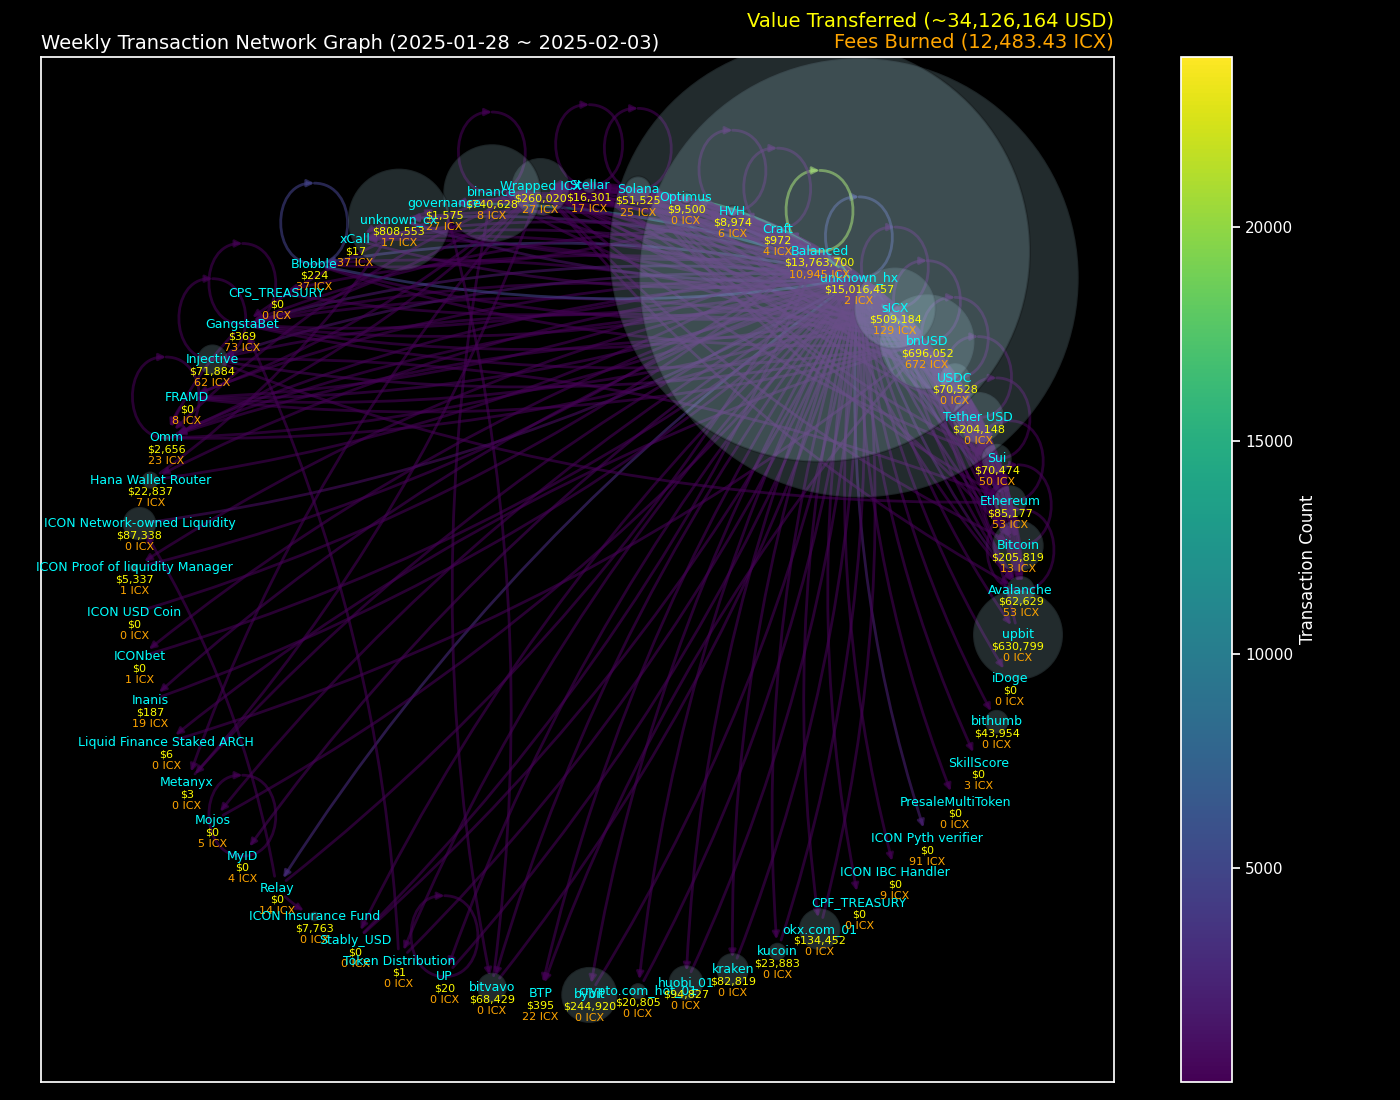 Value Transferred (~34,126,164 USD)
Weekly Transaction Network Graph (2025-01-28 ~ 2025-02-03)
Fees Burned (12,483.43 ICX)
Balanced
$13,763,700
10,945 ICX
Craft
$972
4 ICX
HVH
$8,974
6 ICX
Optimus
$9,500
0 ICX
Solana
$51,525
25 ICX
Stellar
$16,301
17 ICX
Wrapped ICX
$260,020
27 ICX
binance
$740,628
8 ICX
governance
$1,575
27 ICX
unknown_cx
$808,553
17 ICX
xCall
$17
37 ICX
Blobble
$224
37 ICX
CPS_TREASURY
$0
0 ICX
GangstaBet
$369
73 ICX
Injective
$71,884
62 ICX
FRAMD
$0
8 ICX
Omm
$2,656
23 ICX
Hana Wallet Router
$22,837
7 ICX
ICON Network-owned Liquidity
$87,338
0 ICX
ICON Proof of liquidity Manager
$5,337
1 ICX
ICON USD Coin
$0
0 ICX
ICONbet
$0
1 ICX
Inanis
$187
19 ICX
Liquid Finance Staked ARCH
$6
0 ICX
Metanyx
$3
0 ICX
Mojos
$0
5 ICX
MyID
$0
4 ICX
Relay
$0
14 ICX
ICON Insurance Fund
$7,763
0 ICX
Stably_USD
$0
0 ICX
Token Distribution
$1
0 ICX
UP
$20
0 ICX
bitvavo
$68,429
0 ICX
BTP
$395
22 ICX
bybit
$244,920
0 ICX
$20,805
0 ICX
huobi_01
$94,827
0 ICX
kraken
$82,819
0 ICX
kucoin
$23,883
0 ICX
okx.com_01
$134,452
0 ICX
CPF_TREASURY
$0
0 ICX
ICON IBC Handler
$0
9 ICX
ICON Pyth verifier
$0
91 ICX
PresaleMultiToken
$0
0 ICX
SkillScore
$0
3 ICX
bithumb
$43,954
0 ICX
iDoge
$0
0 ICX
upbit
$630,799
0 ICX
Avalanche
$62,629
53 ICX
Bitcoin
$205,819
13 ICX
Ethereum
$85,177
53 ICX
Sui
$70,474
50 ICX
Tether USD
$204,148
0 ICX
USDC
$70,528
0 ICX
bnUSD
$696,052
672 ICX
sICX
$509,184
129 ICX
unknown_hx
$15,016,457
2 ICX
20000
15000
10000
5000
Transaction Count